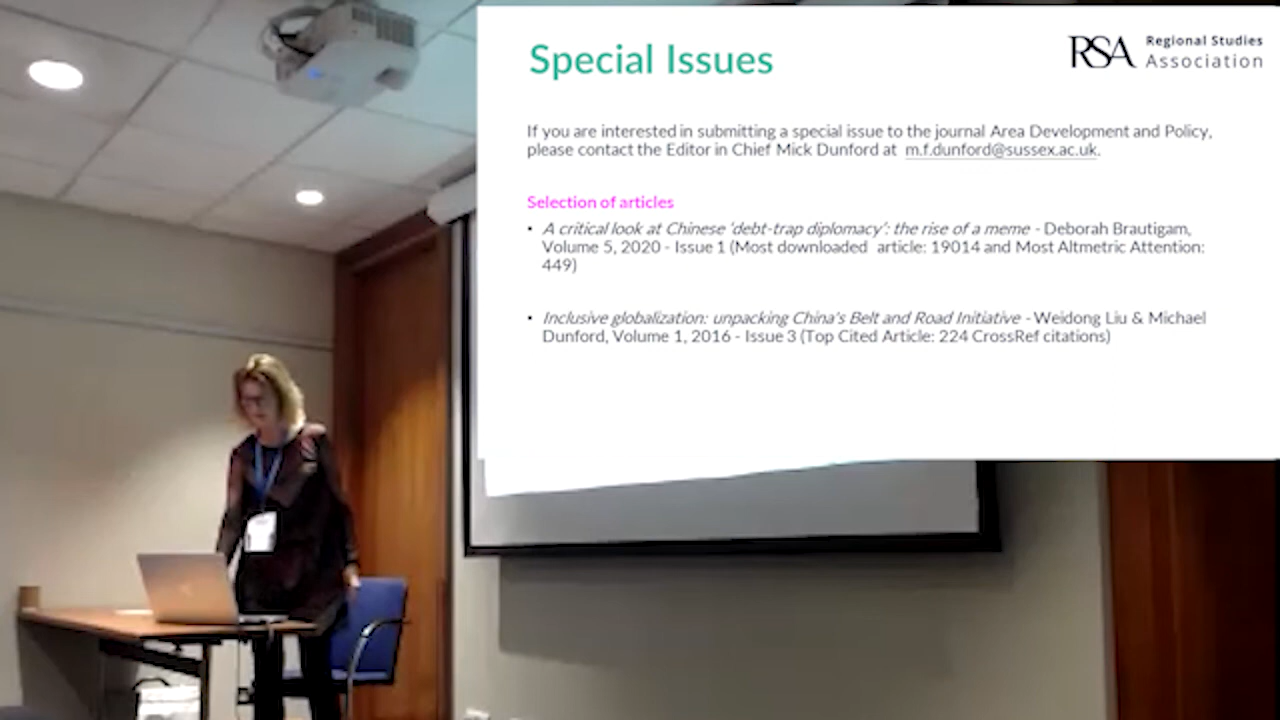 Special Issues
RSA Regional Studies
Association
If you are interested in submitting a special issue to the journal Area Development and Policy,
please contact the Editor in Chief Mick Dunford at m.f.dunford@sussex.ac.uk.
Selection of articles
• A critical look at Chinese ‘debt-trap diplomacy’: the rise of a meme - Deborah Brautigam,
Volume 5, 2020 - Issue 1 (Most downloaded article: 19014 and Most Altmetric Attention:
449)
• Inclusive globalization: unpacking China’s Belt and Road Initiative - Weidong Liu & Michael
Dunford, Volume 1, 2016 - Issue 3 (Top Cited Article: 224 CrossRef citations)